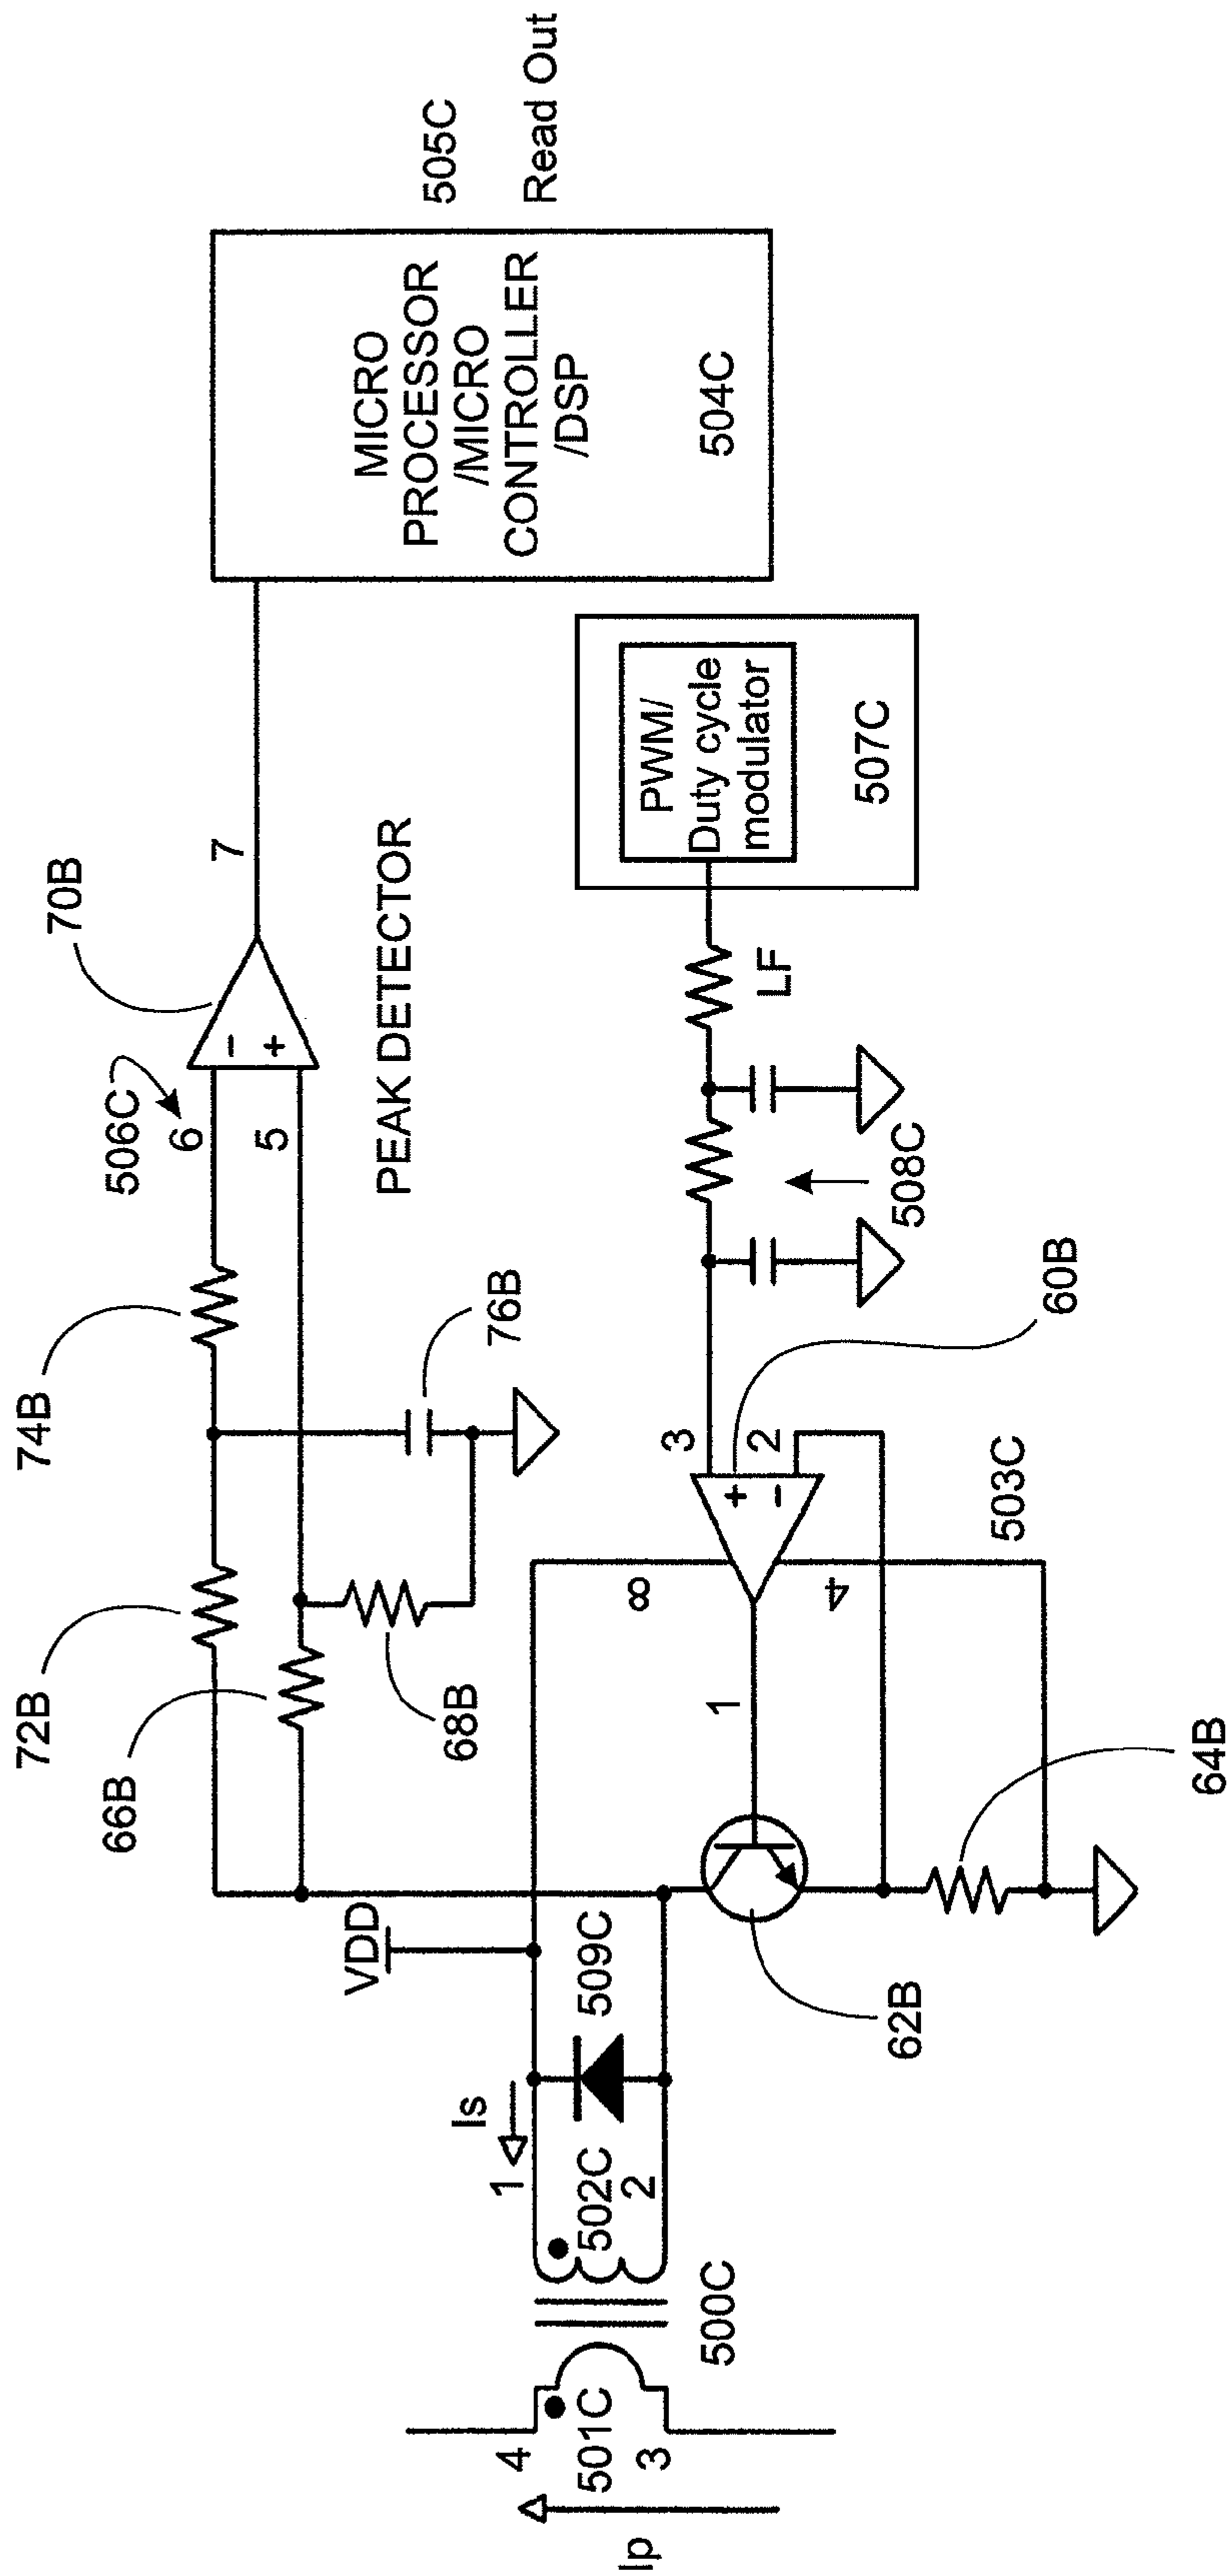 70B
506C
6
5
-
+
7
74B
72B
66B
68B
76B
PEAK DETECTOR
MICRO
PROCESSOR
/MICRO
CONTROLLER
/DSP
504C
505C
Read Out
PWM/
Duty cycle
modulator
507C
LF
508C
60B
3
2
+
-
8
4
1
503C
VDD
509C
Is
1
502C
2
62B
64B
500C
4
501C
3
Ip